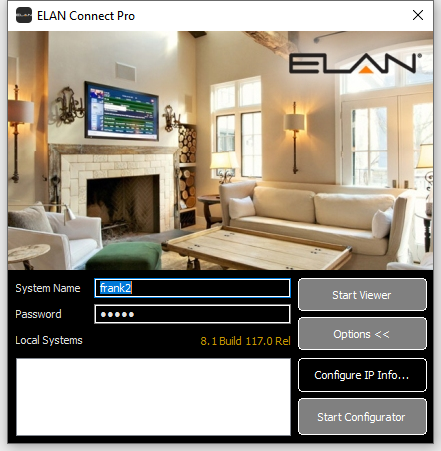 ELAN Connect Pro
ELAN®
System Name frank2 Start Viewer
Password ••••• Options <<
Local Systems 8.1 Build 117.0 Rel
Configure IP Info...
Start Configurator